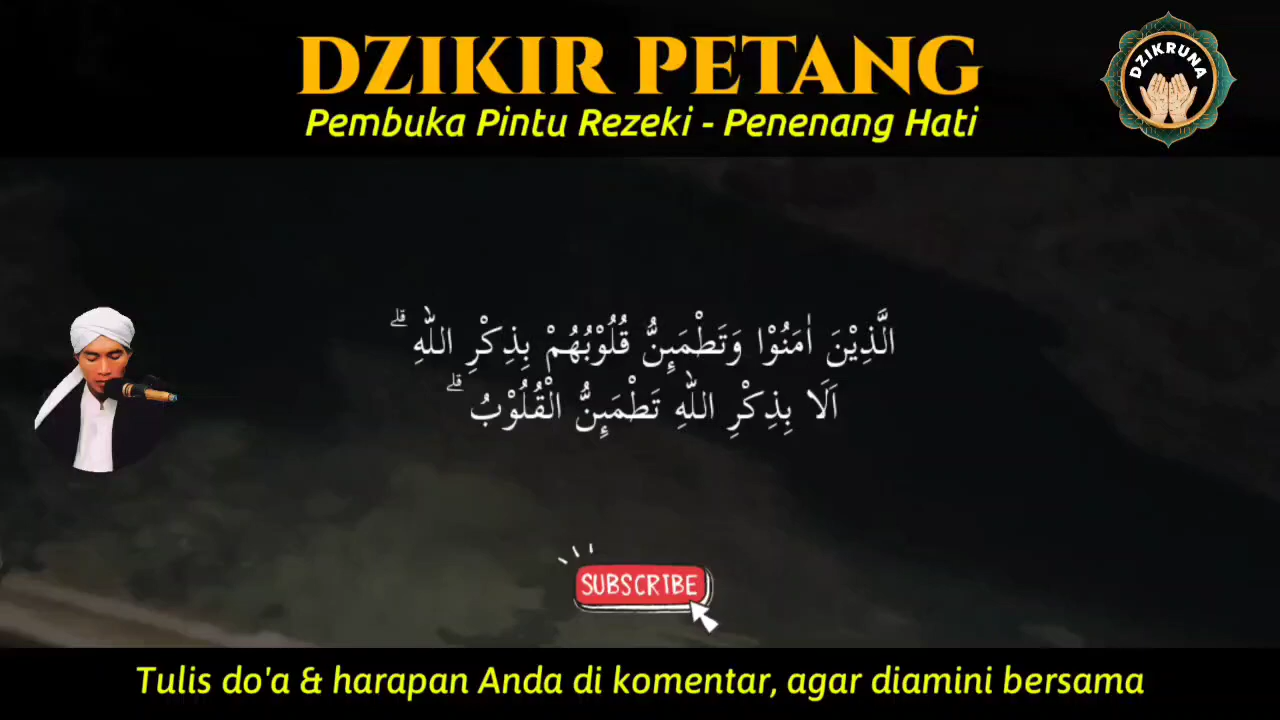 DZIKIR PETANG
Pembuka Pintu Rezeki - Penenang Hati
DZIKRUNA
الَّذِيْنَ اٰمَنُوْا وَتَطْمَىِٕنُّ قُلُوْبُهُمْ بِذِكْرِ اللّٰهِ ۗ
اَلَا بِذِكْرِ اللّٰهِ تَطْمَىِٕنُّ الْقُلُوْبُ ۗ
SUBSCRIBE
Tulis do'a & harapan Anda di komentar, agar diamini bersama